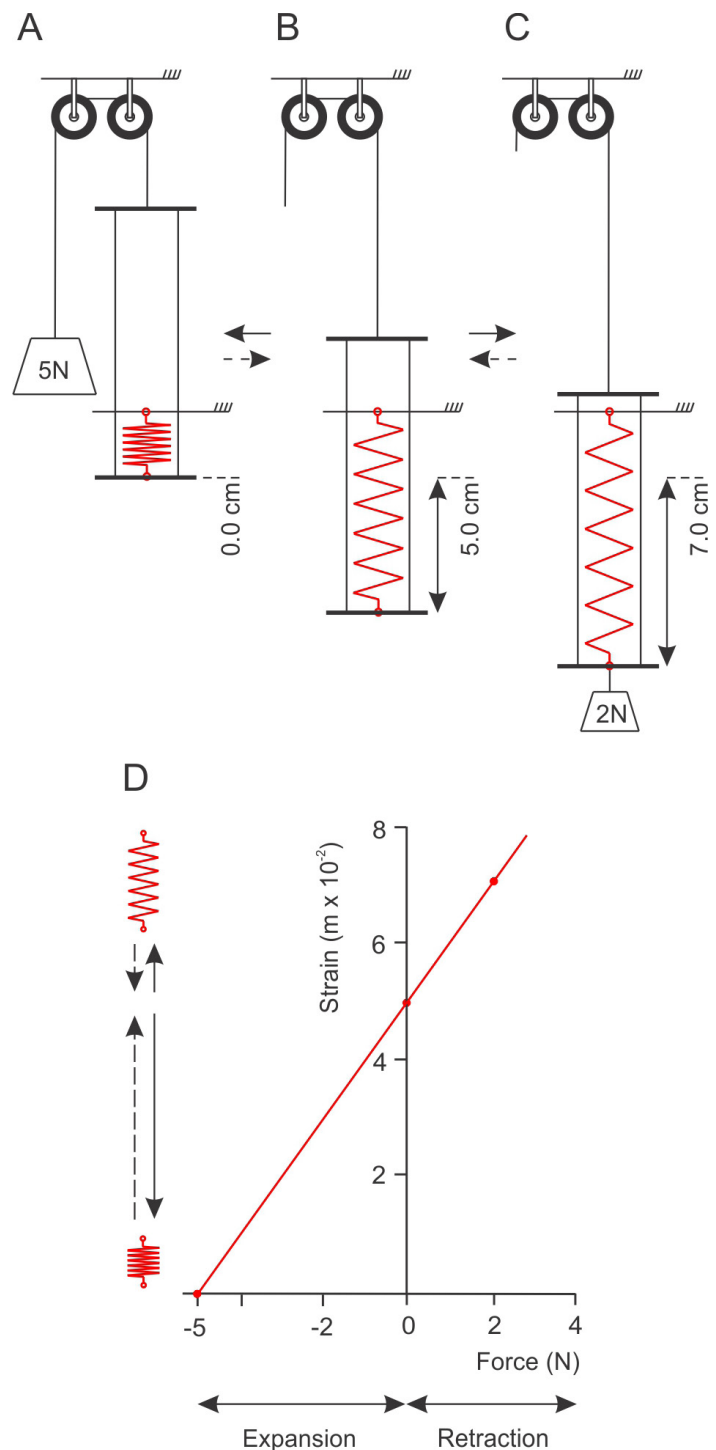 A B C
5N
0.0 cm
5.0 cm
7.0 cm
2N
D
8
6
4
2
Strain (m x 10⁻²)
-5 -2 0 2 4
Force (N)
Expansion Retraction